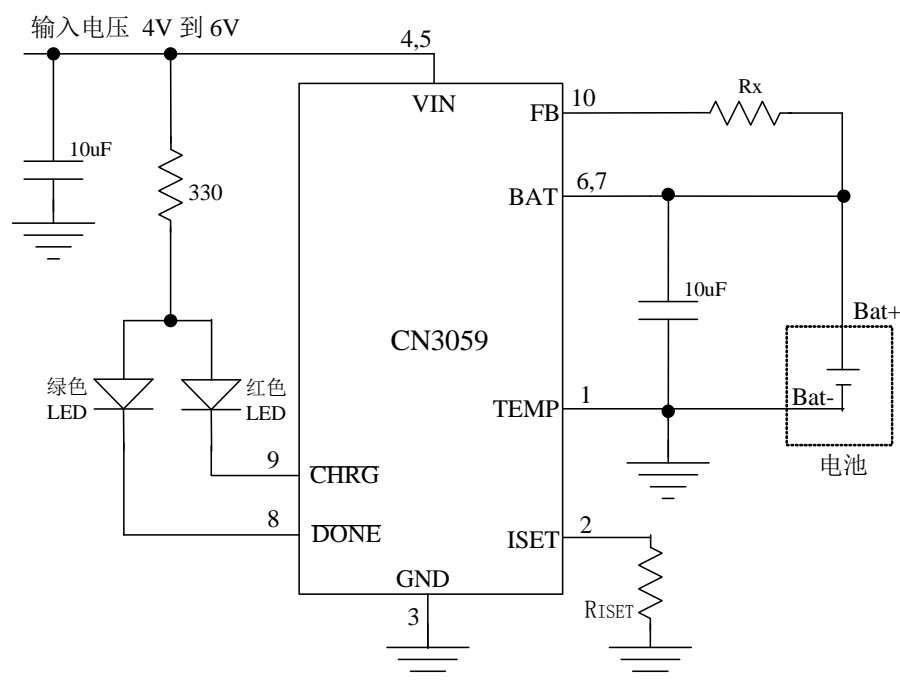 输入电压 4V 到 6V
4,5
VIN
10uF
330
FB
10
Rx
BAT
6,7
10uF
CN3059
Bat+
绿色
LED
红色
LED
TEMP
1
Bat-
电池
9
CHRG
8
DONE
ISET
2
RISET
GND
3